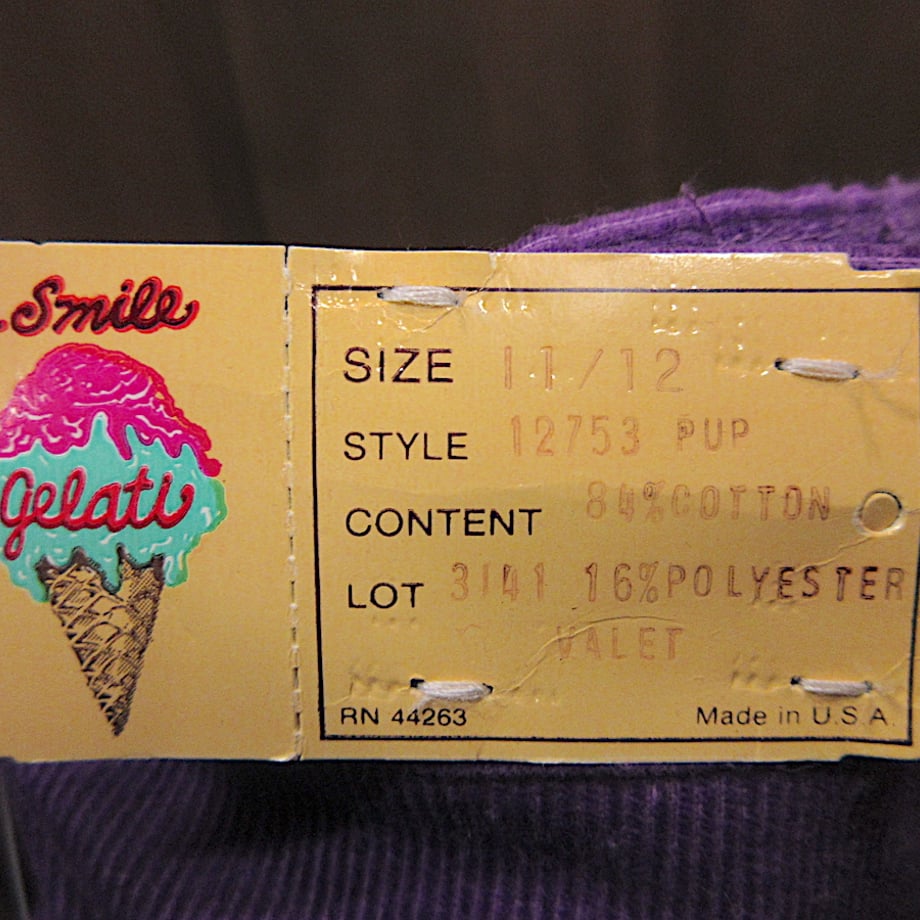 Smile
gelati
SIZE 11/12
STYLE 12753 PUP
CONTENT 84%COTTON
LOT 3141 16%POLYESTER
VALET
RN 44263 Made in U.S.A.